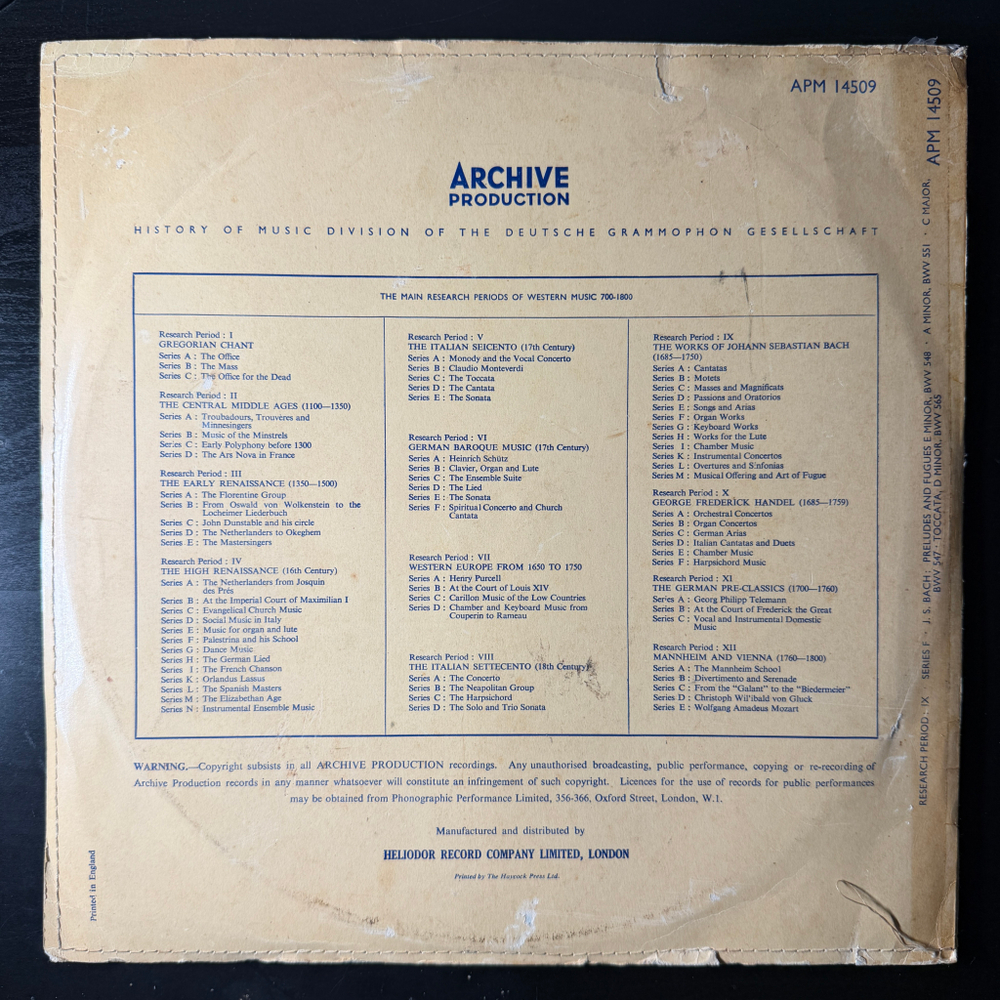 APM 14509
ARCHIVE
PRODUCTION
HISTORY OF MUSIC DIVISION OF THE DEUTSCHE GRAMMOPHON GESELLSCHAFT
THE MAIN RESEARCH PERIODS OF WESTERN MUSIC 700-1800
Research Period : I
GREGORIAN CHANT
Series A : The Office
Series B : The Mass
Series C : The Office for the Dead
Research Period : II
THE CENTRAL MIDDLE AGES (1100—1350)
Series A : Troubadours, Trouvères and
Minnesingers
Series B : Music of the Minstrels
Series C : Early Polyphony before 1300
Series D : The Ars Nova in France
Research Period : III
THE EARLY RENAISSANCE (1350—1500)
Series A : The Florentine Group
Series B : From Oswald von Wolkenstein to the
Locheimer Liederbuch
Series C : John Dunstable and his circle
Series D : The Netherlands to Okeghem
Series E : The Mastersingers
Research Period : IV
THE HIGH RENAISSANCE (16th Century)
Series A : The Netherlands from Josquin
des Prés
Series B : At the Imperial Court of Maximilian I
Series C : Evangelical Church Music
Series D : Social Music in Italy
Series E : Music for organ and lute
Series F : Palestrina and his School
Series G : Dance Music
Series H : The German Lied
Series I : The French Chanson
Series K : Orlandus Lassus
Series L : The Spanish Masters
Series M : The Elizabethan Age
Series N : Instrumental Ensemble Music
Research Period : V
THE ITALIAN SEICENTO (17th Century)
Series A : Monody and the Vocal Concerto
Series B : Claudio Monteverdi
Series C : The Toccata
Series D : The Cantata
Series E : The Sonata
Research Period : VI
GERMAN BAROQUE MUSIC (17th Century)
Series A : Heinrich Schütz
Series B : Clavier, Organ and Lute
Series C : The Ensemble Suite
Series D : The Lied
Series E : The Sonata
Series F : Spiritual Concerto and Church
Cantata
Research Period : VII
WESTERN EUROPE FROM 1650 TO 1750
Series A : Henry Purcell
Series B : At the Court of Louis XIV
Series C : Carillon Music of the Low Countries
Series D : Chamber and Keyboard Music from
Couperin to Rameau
Research Period : VIII
THE ITALIAN SETTECENTO (18th Century)
Series A : The Concerto
Series B : The Neapolitan Group
Series C : The Harpsichord
Series D : The Solo and Trio Sonata
Research Period : IX
THE WORKS OF JOHANN SEBASTIAN BACH
(1685—1750)
Series A : Cantatas
Series B : Motets
Series C : Masses and Magnificats
Series D : Passions and Oratorios
Series E : Songs and Arias
Series F : Organ Works
Series G : Keyboard Works
Series H : Works for the Lute
Series I : Chamber Music
Series K : Instrumental Concertos
Series L : Overtures and Sinfonias
Series M : Musical Offering and Art of Fugue
Research Period : X
GEORGE FREDERICK HANDEL (1685—1759)
Series A : Orchestral Concertos
Series B : Organ Concertos
Series C : German Arias
Series D : Italian Cantatas and Duets
Series E : Chamber Music
Series F : Harpsichord Music
Research Period : XI
THE GERMAN PRE-CLASSICS (1700—1760)
Series A : Georg Philipp Telemann
Series B : At the Court of Frederick the Great
Series C : Vocal and Instrumental Domestic
Music
Research Period : XII
MANNHEIM AND VIENNA (1760—1800)
Series A : The Mannheim School
Series B : Divertimento and Serenade
Series C : From the "Galant" to the "Biedermeier"
Series D : Christoph Willibald von Gluck
Series E : Wolfgang Amadeus Mozart
WARNING.—Copyright subsists in all ARCHIVE PRODUCTION recordings. Any unauthorised broadcasting, public performance, copying or re-recording of
Archive Production records in any manner whatsoever will constitute an infringement of such copyright. Licences for the use of records for public performances
may be obtained from Phonographic Performance Limited, 356-366, Oxford Street, London, W.1.
Manufactured and distributed by
HELIODOR RECORD COMPANY LIMITED, LONDON
Printed by The Haycock Press Ltd.
Printed in England
RESEARCH PERIOD : IX SERIES F · J. S. BACH : PRELUDES AND FUGUES E MINOR, BWV 548 · A MINOR, BWV 551 · C MAJOR,
BWV 547 · TOCCATA, D MINOR, BWV 565
APM 14509